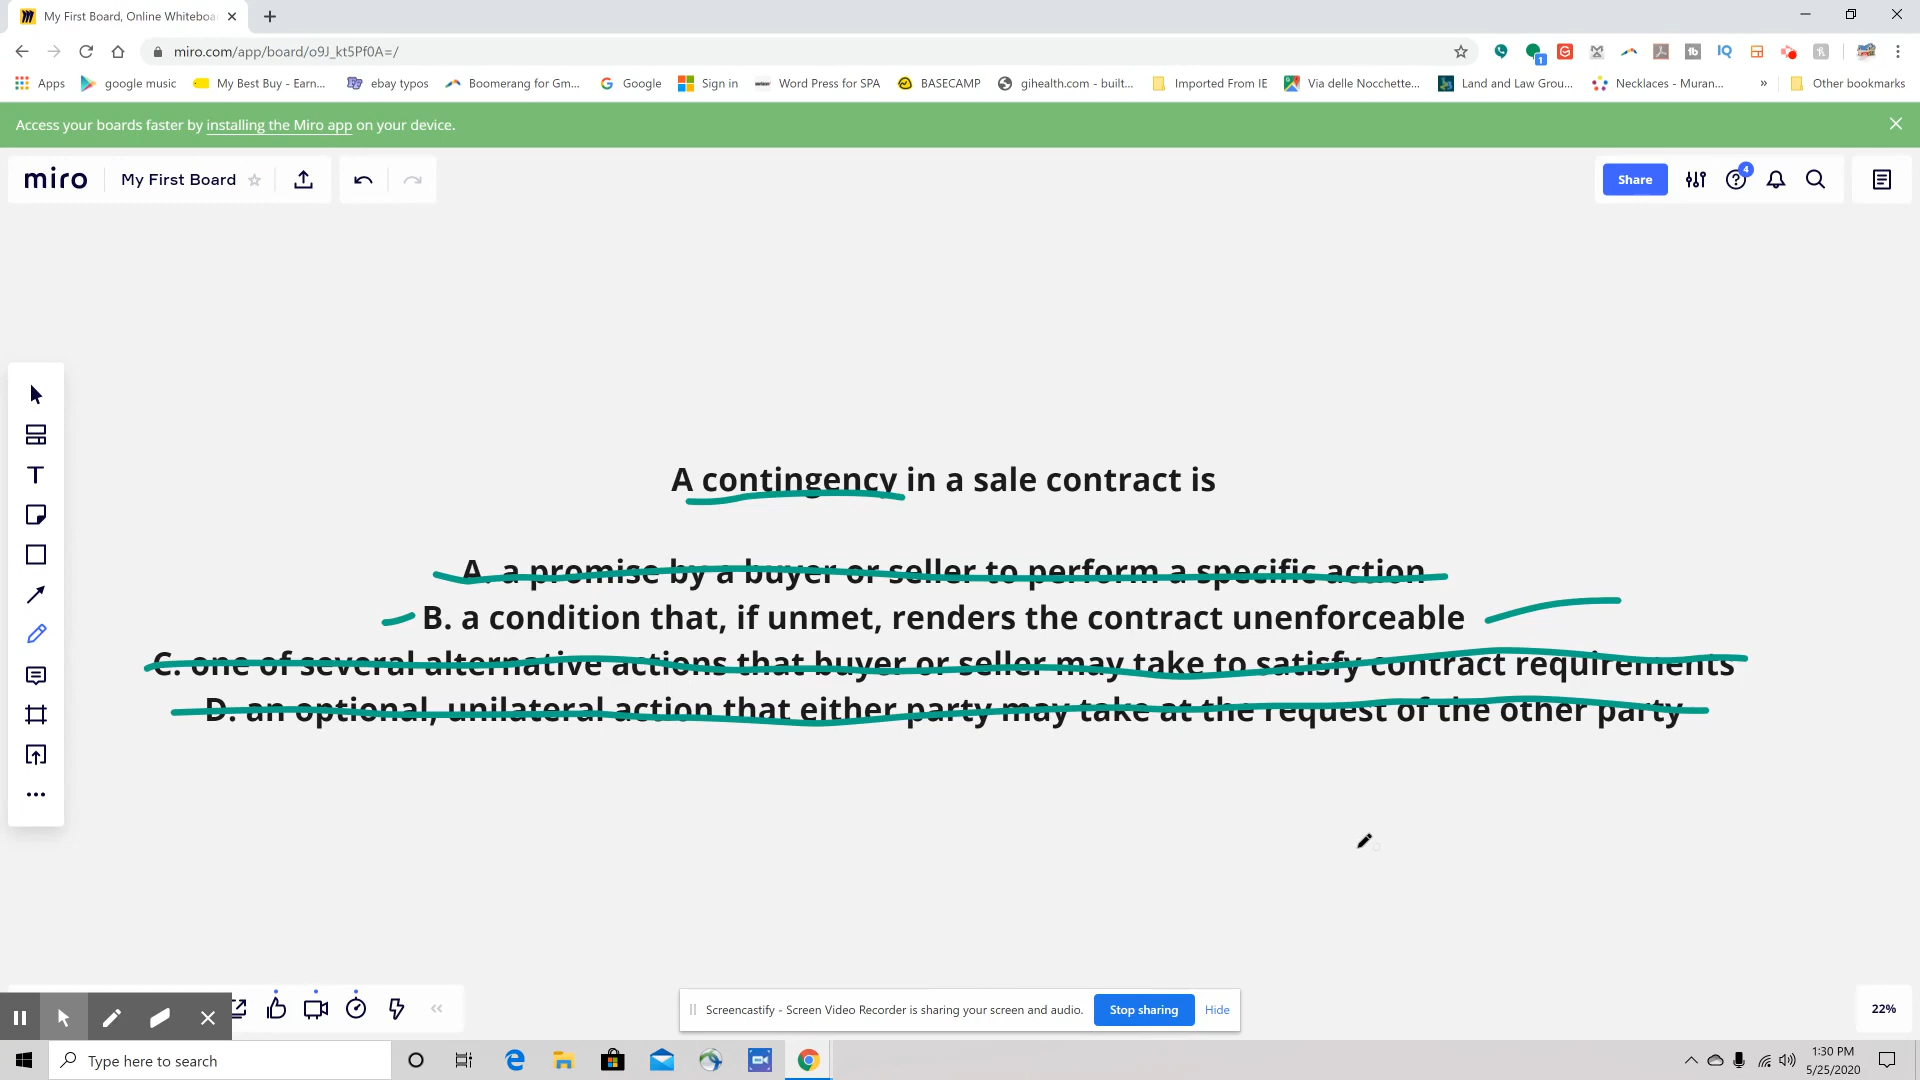 My First Board, Online Whiteboa
miro.com/app/board/o9J_kt5Pf0A=/
1
Apps google music My Best Buy - Earn... ebay typos Boomerang for Gm... Google Sign in Word Press for SPA BASECAMP gihealth.com - built... Imported From IE Via delle Nocchette... Land and Law Grou... Necklaces - Muran... » Other bookmarks
Access your boards faster by installing the Miro app on your device.
miro My First Board Share 4
A contingency in a sale contract is
A. a promise by a buyer or seller to perform a specific action
B. a condition that, if unmet, renders the contract unenforceable
C. one of several alternative actions that buyer or seller may take to satisfy contract requirements
D. an optional, unilateral action that either party may take at the request of the other party
Screencastify - Screen Video Recorder is sharing your screen and audio. Stop sharing Hide
22%
Type here to search
1:30 PM
5/25/2020